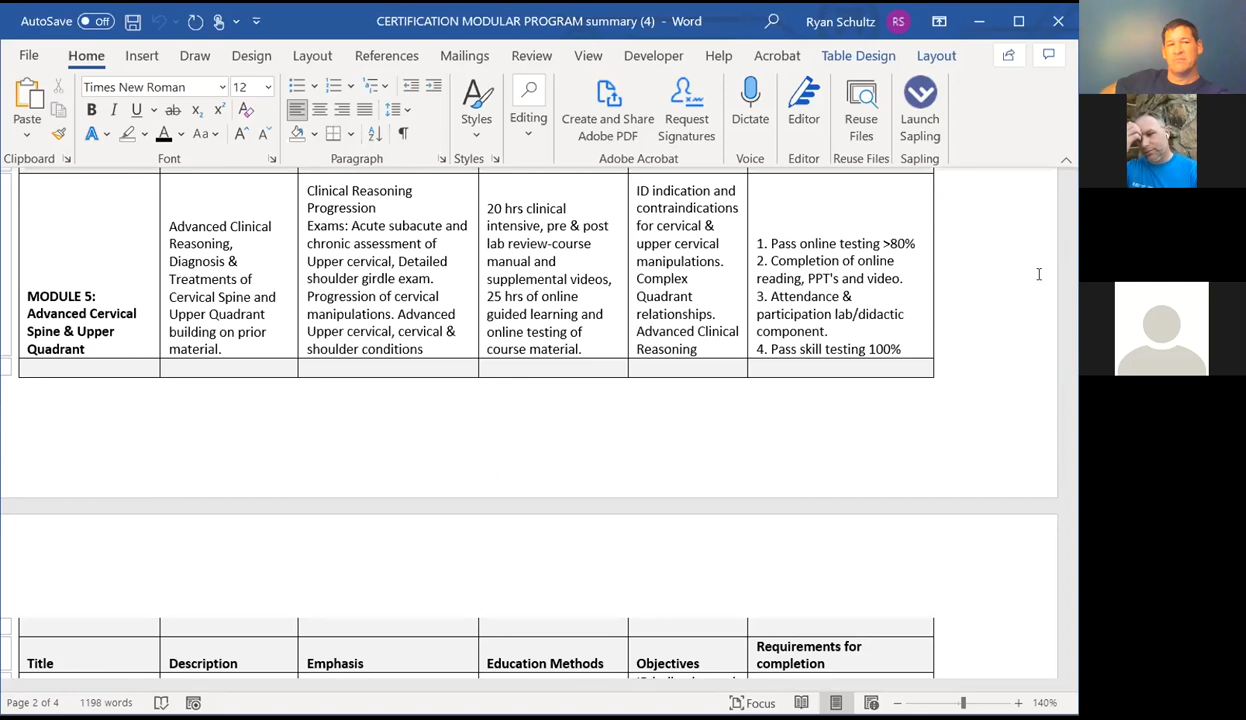 AutoSave Off
CERTIFICATION MODULAR PROGRAM summary (4) - Word
Ryan Schultz RS
File Home Insert Draw Design Layout References Mailings Review View Developer Help Acrobat Table Design Layout
Times New Roman 12
Paste
Styles
Editing
Create and Share
Adobe PDF
Request
Signatures
Dictate
Editor
Reuse
Files
Launch
Sapling
Clipboard
Font
Paragraph
Styles
Adobe Acrobat
Voice
Editor
Reuse Files
Sapling
MODULE 5:
Advanced Cervical
Spine & Upper
Quadrant
Advanced Clinical
Reasoning,
Diagnosis &
Treatments of
Cervical Spine and
Upper Quadrant
building on prior
material.
Clinical Reasoning
Progression
Exams: Acute subacute and
chronic assessment of
Upper cervical, Detailed
shoulder girdle exam.
Progression of cervical
manipulations. Advanced
Upper cervical, cervical &
shoulder conditions
20 hrs clinical
intensive, pre & post
lab review-course
manual and
supplemental videos,
25 hrs of online
guided learning and
online testing of
course material.
ID indication and
contraindications
for cervical &
upper cervical
manipulations.
Complex
Quadrant
relationships.
Advanced Clinical
Reasoning
1. Pass online testing >80%
2. Completion of online
reading, PPT's and video.
3. Attendance &
participation lab/didactic
component.
4. Pass skill testing 100%
Title
Description
Emphasis
Education Methods
Objectives
Requirements for
completion
Page 2 of 4
1198 words
Focus
140%